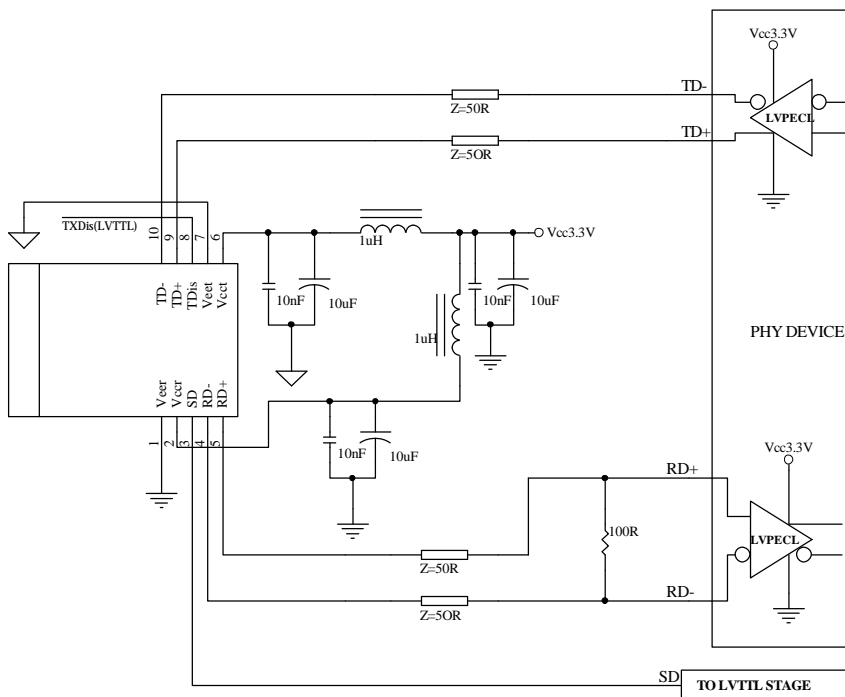 Vcc3.3V
TD-
LVPECL
Z=50R
TD+
Z=5OR
TXDis(LVTTL)
10
9
8
7
6
Vcc3.3V
1uH
10nF
10uF
10nF
10uF
TD-
TD+
TDis
Veet
Vcct
1uH
PHY DEVICE
Veer
Vccr
SD
RD-
RD+
1
2
3
4
5
10nF
10uF
Vcc3.3V
RD+
LVPECL
100R
Z=50R
RD-
Z=5OR
SD
TO LVTTL STAGE